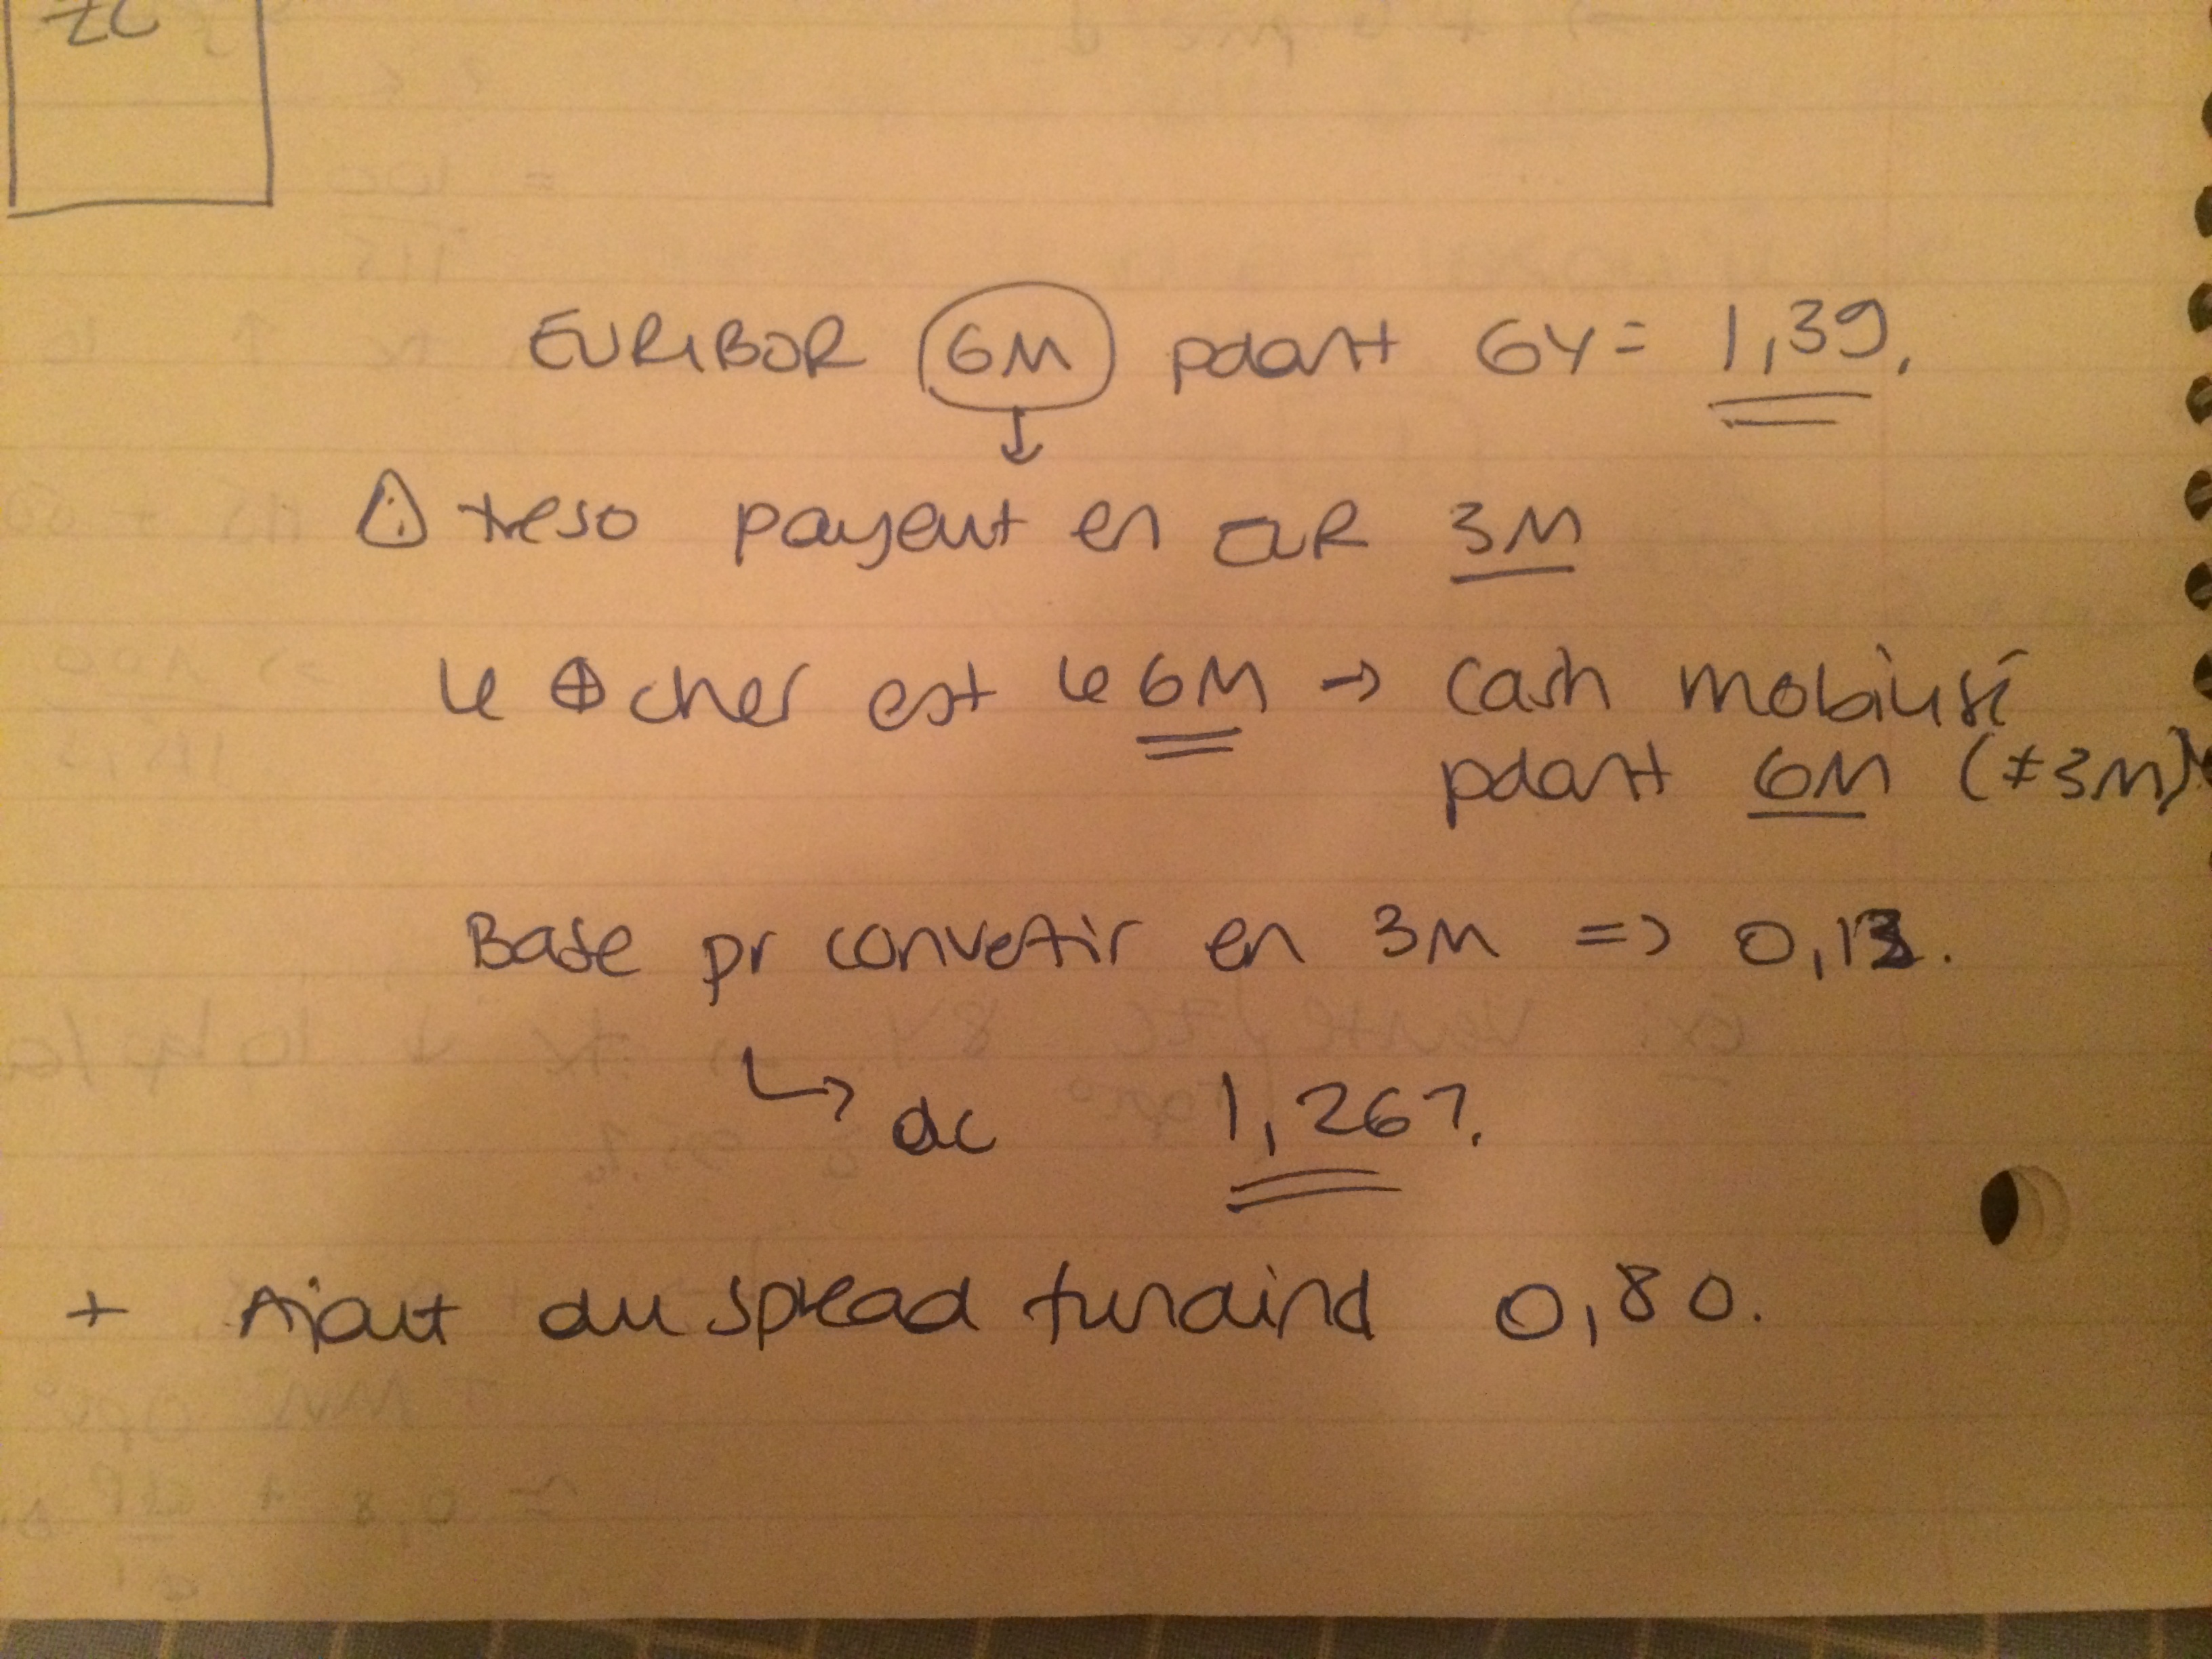 ZC
EURIBOR 6M pdant 6Y = 1,39.
⚠ treso payent en EUR 3M
le ⊕ cher est le 6M → cash mobilisé
pdant 6M (≠3M)
Base pr convetir en 3M => 0,13.
↳ dc 1,267.
+ Ajout du spread funding 0,80.